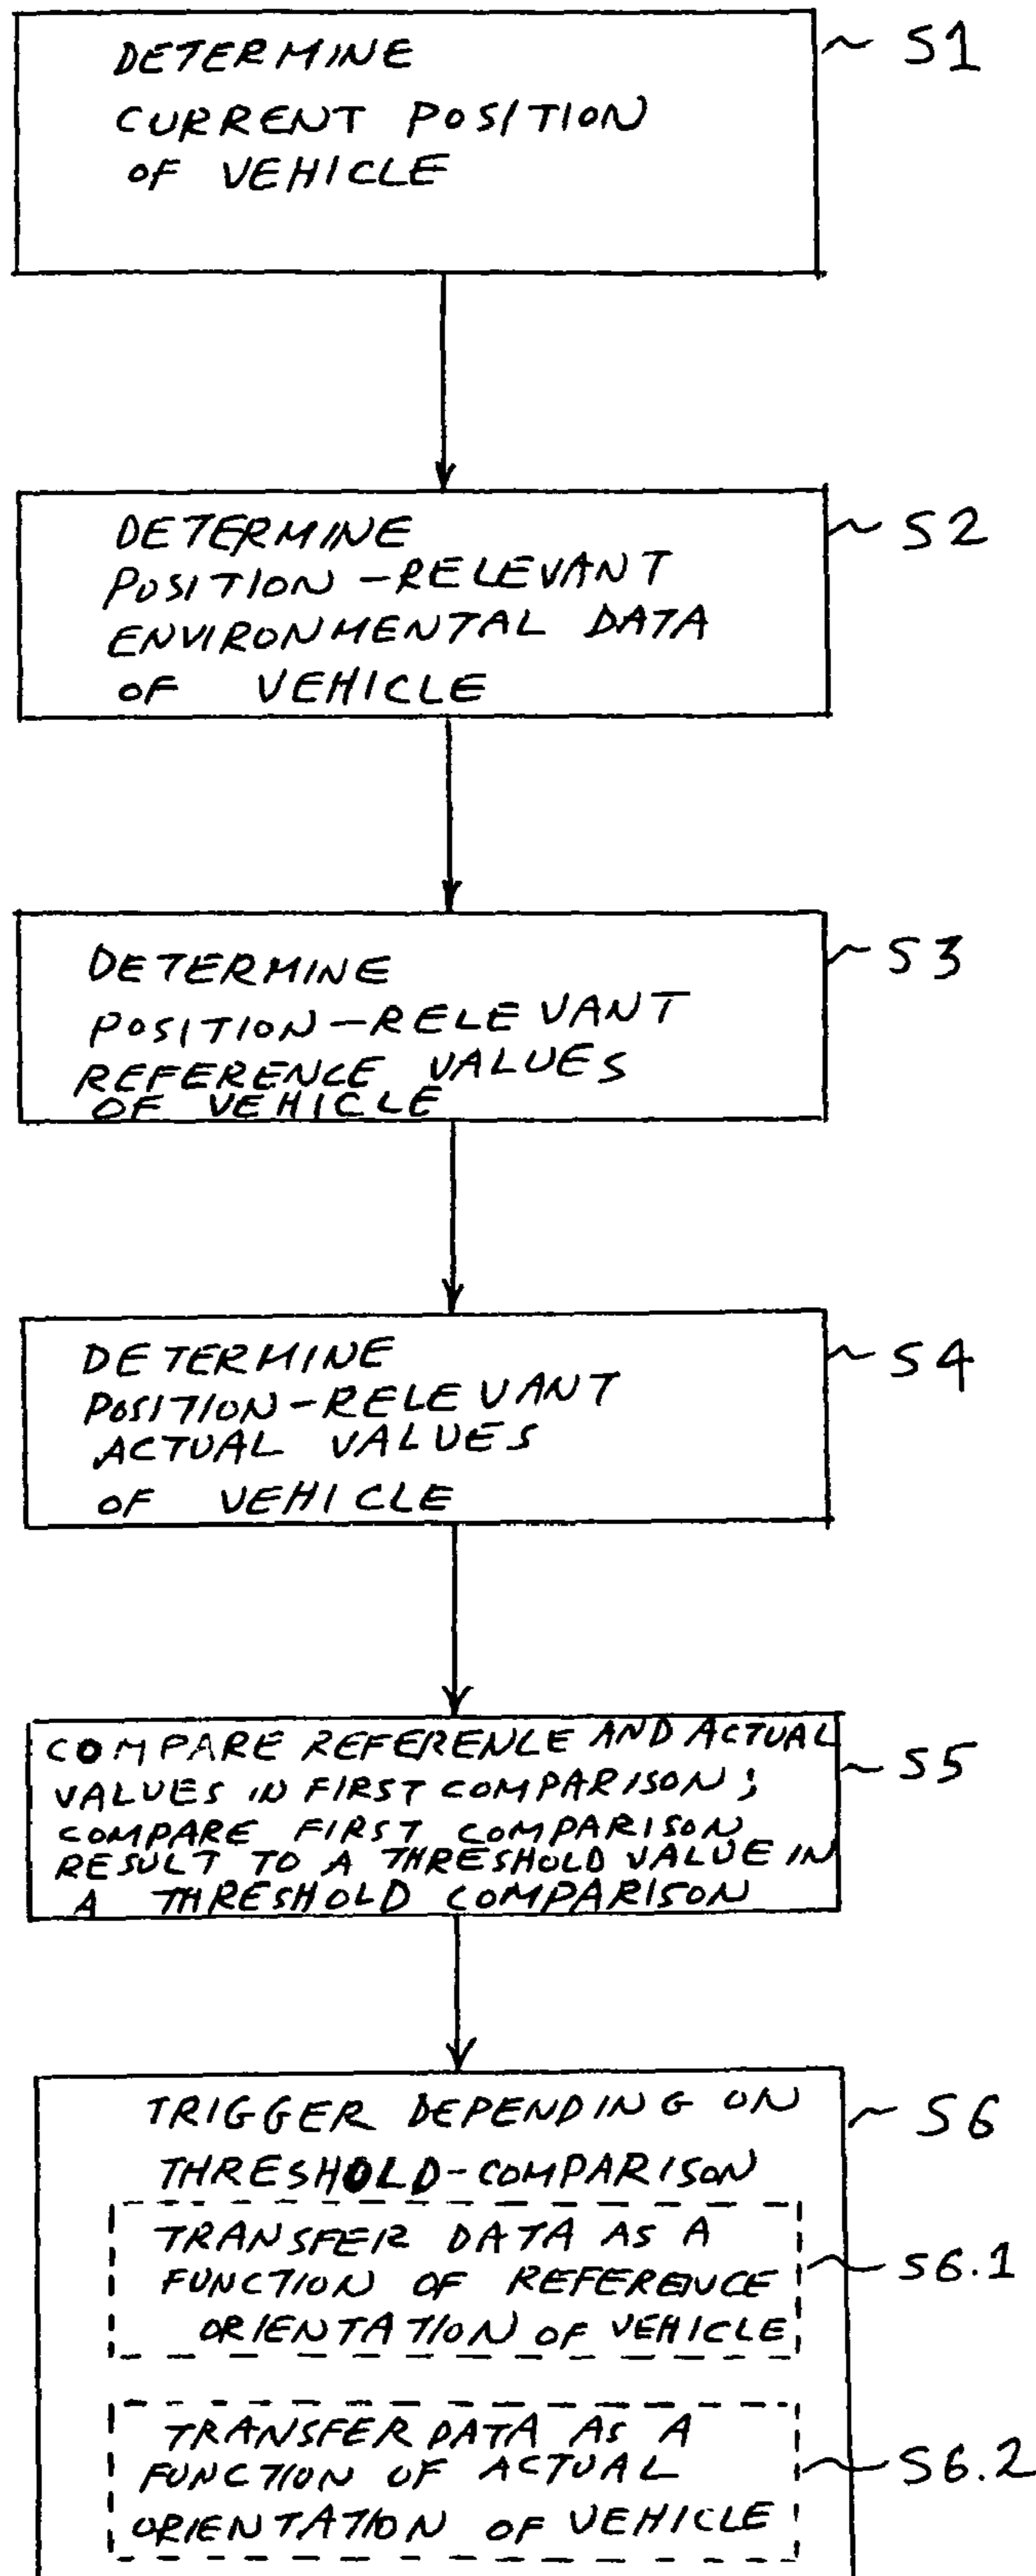 DETERMINE
CURRENT POSITION
OF VEHICLE
S1
DETERMINE
POSITION-RELEVANT
ENVIRONMENTAL DATA
OF VEHICLE
S2
DETERMINE
POSITION-RELEVANT
REFERENCE VALUES
OF VEHICLE
S3
DETERMINE
POSITION-RELEVANT
ACTUAL VALUES
OF VEHICLE
S4
COMPARE REFERENCE AND ACTUAL
VALUES IN FIRST COMPARISON;
COMPARE FIRST COMPARISON
RESULT TO A THRESHOLD VALUE IN
A THRESHOLD COMPARISON
S5
TRIGGER DEPENDING ON
THRESHOLD-COMPARISON
S6
TRANSFER DATA AS A
FUNCTION OF REFERENCE
ORIENTATION OF VEHICLE
S6.1
TRANSFER DATA AS A
FUNCTION OF ACTUAL
ORIENTATION OF VEHICLE
S6.2